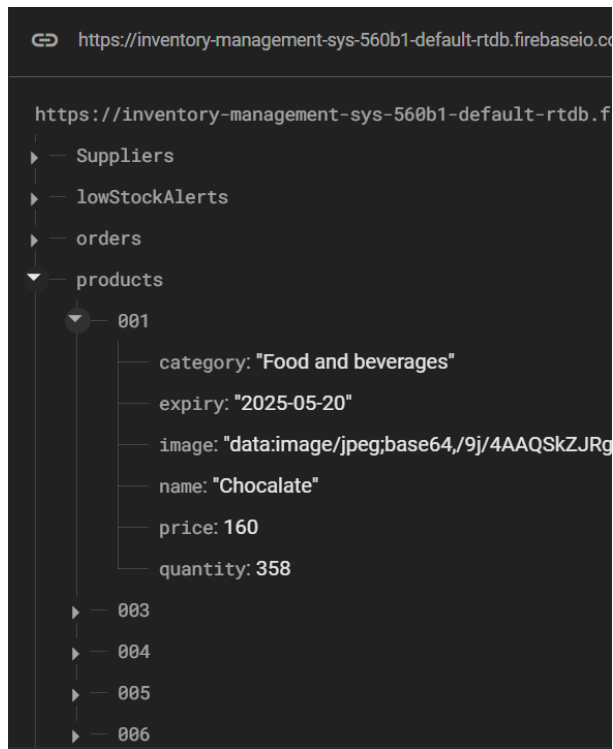 https://inventory-management-sys-560b1-default-rtdb.firebaseio.co
https://inventory-management-sys-560b1-default-rtdb.f
Suppliers
lowStockAlerts
orders
products
001
category: "Food and beverages"
expiry: "2025-05-20"
image: "data:image/jpeg;base64,/9j/4AAQSkZJRg
name: "Chocalate"
price: 160
quantity: 358
003
004
005
006